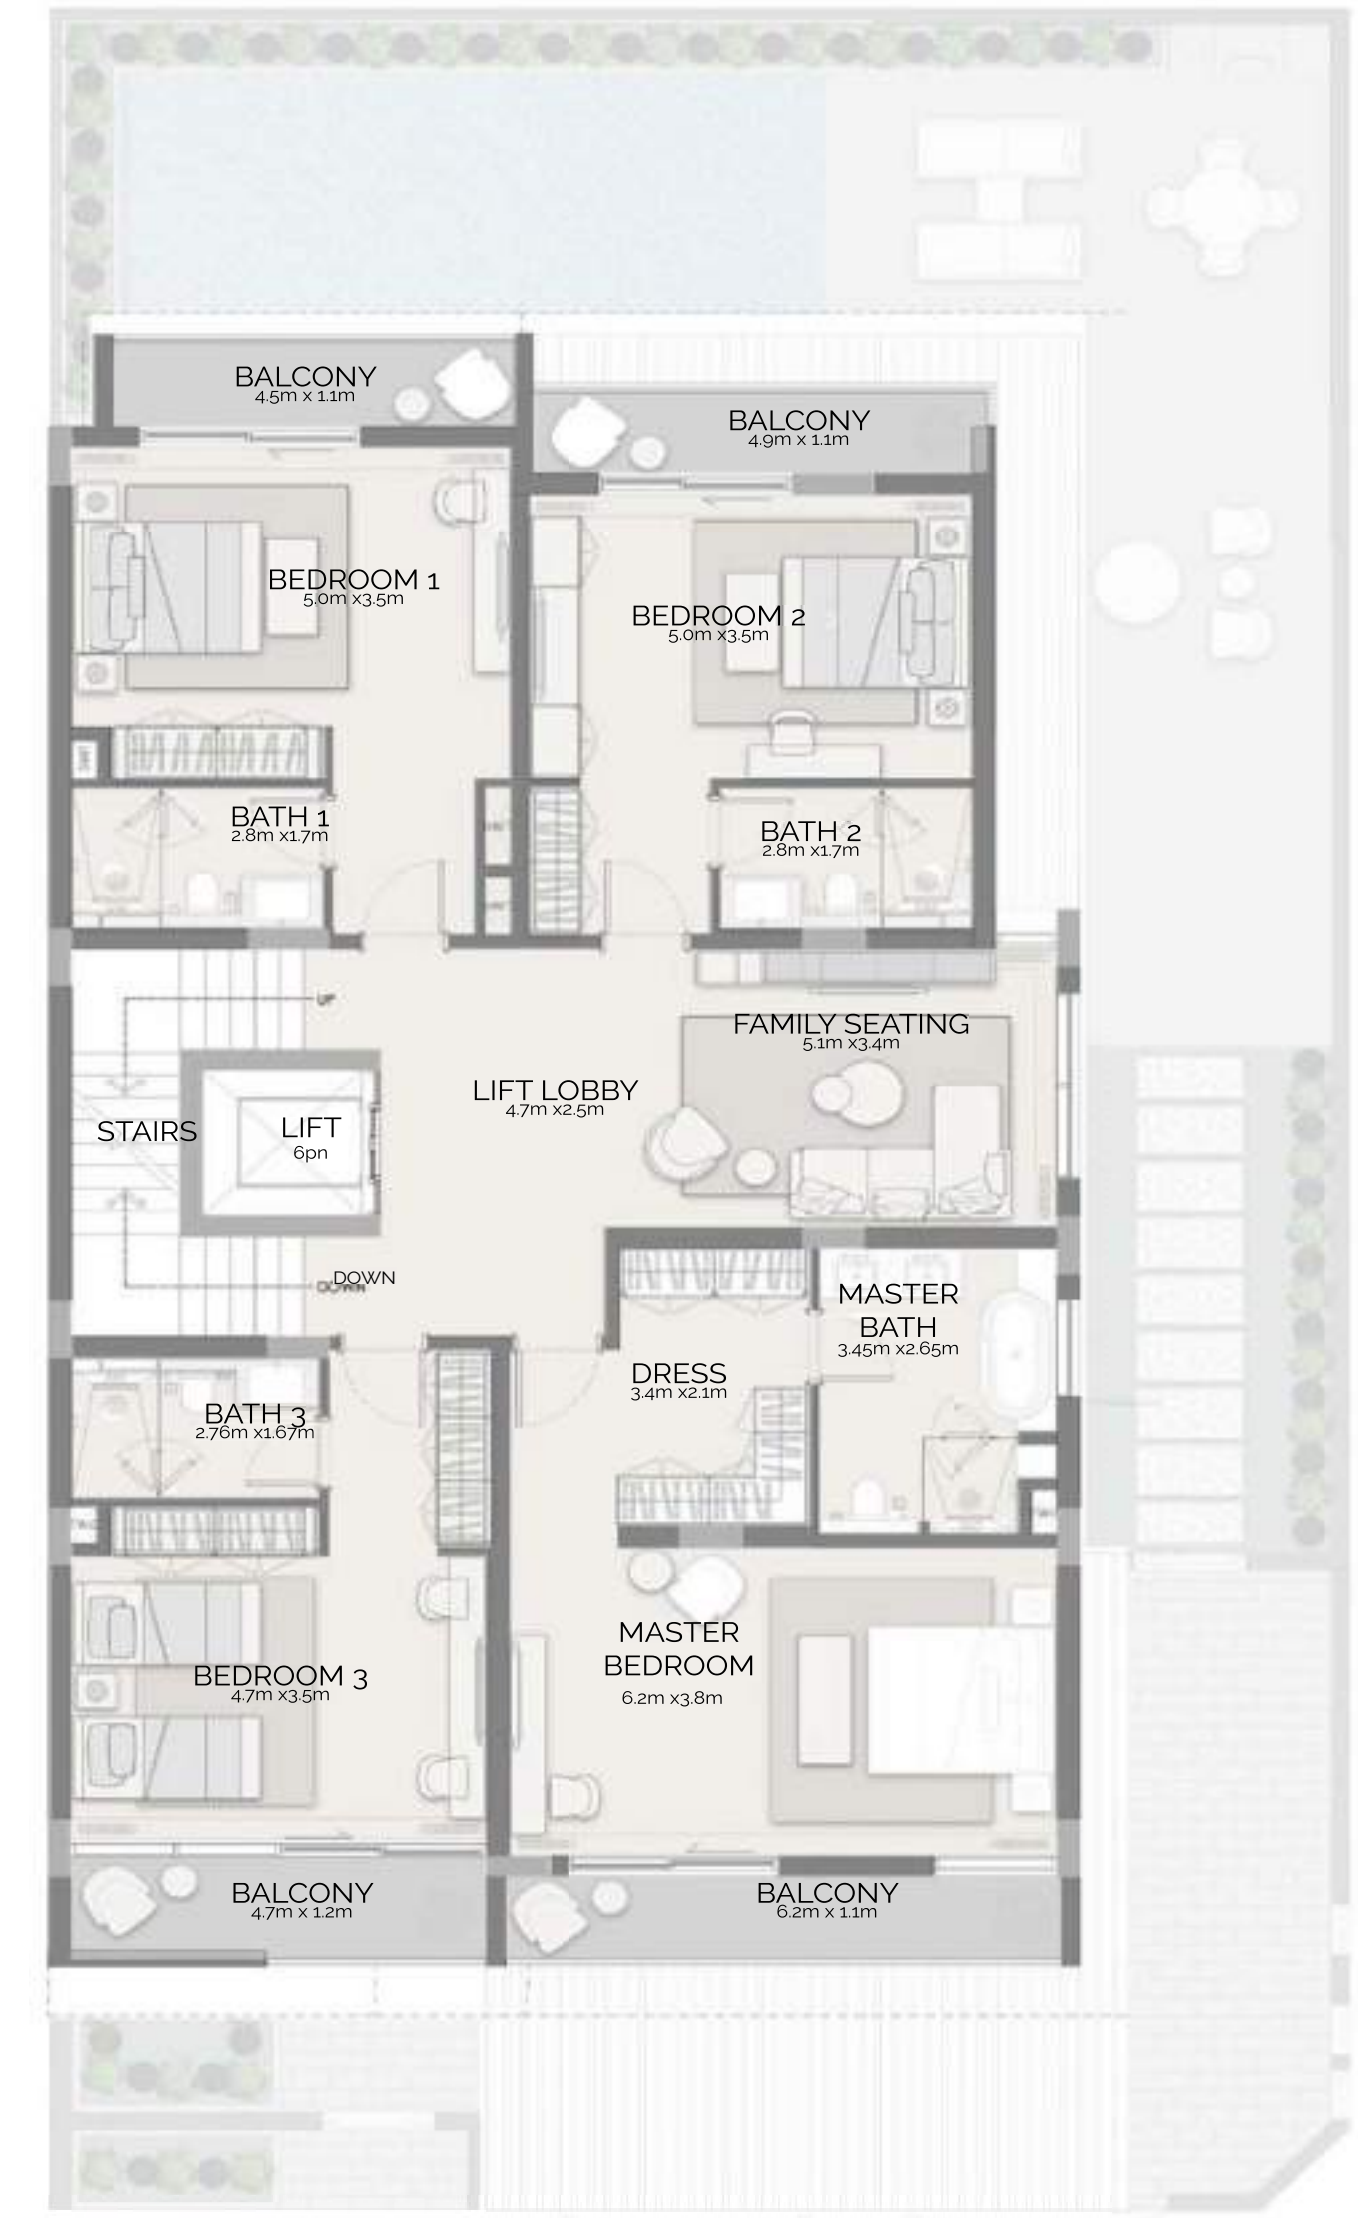 BALCONY
4.5m x 1.1m
BALCONY
4.9m x 1.1m
BEDROOM 1
5.0m x3.5m
BEDROOM 2
5.0m x3.5m
BATH 1
2.8m x1.7m
BATH 2
2.8m x1.7m
UP
FAMILY SEATING
5.1m x3.4m
LIFT LOBBY
4.7m x2.5m
STAIRS
LIFT
6pn
DOWN
MASTER
BATH
3.45m x2.65m
DRESS
3.4m x2.1m
BATH 3
2.76m x1.67m
MASTER
BEDROOM
6.2m x3.8m
BEDROOM 3
4.7m x3.5m
BALCONY
4.7m x 1.2m
BALCONY
6.2m x 1.1m